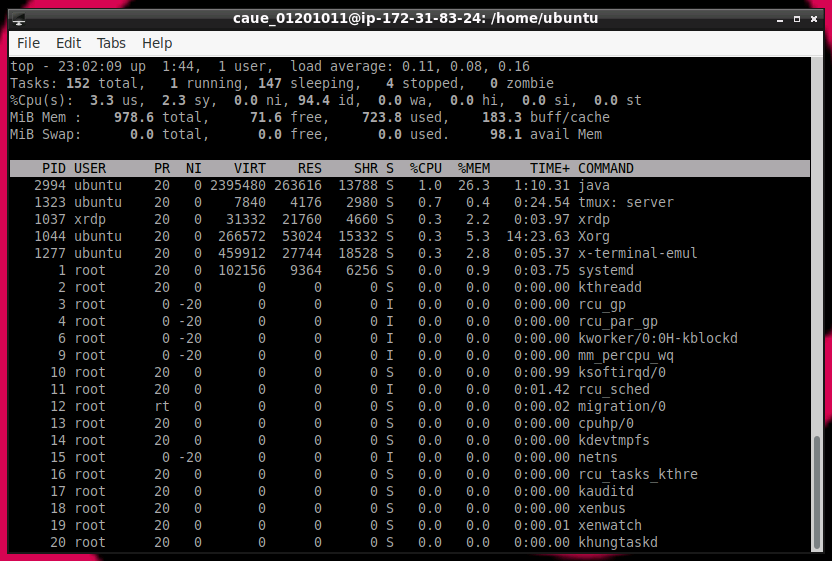 caue_01201011@ip-172-31-83-24: /home/ubuntu
File Edit Tabs Help
top - 23:02:09 up  1:44,  1 user,  load average: 0.11, 0.08, 0.16
Tasks: 152 total,   1 running, 147 sleeping,   4 stopped,   0 zombie
%Cpu(s):  3.3 us,  2.3 sy,  0.0 ni, 94.4 id,  0.0 wa,  0.0 hi,  0.0 si,  0.0 st
MiB Mem :    978.6 total,     71.6 free,    723.8 used,    183.3 buff/cache
MiB Swap:      0.0 total,      0.0 free,      0.0 used.     98.1 avail Mem
PID USER      PR  NI    VIRT    RES    SHR S  %CPU  %MEM     TIME+ COMMAND
2994 ubuntu    20   0 2395480 263616  13788 S   1.0  26.3   1:10.31 java
1323 ubuntu    20   0    7840   4176   2980 S   0.7   0.4   0:24.54 tmux: server
1037 xrdp      20   0   31332  21760   4660 S   0.3   2.2   0:03.97 xrdp
1044 ubuntu    20   0  266572  53024  15332 S   0.3   5.3  14:23.63 Xorg
1277 ubuntu    20   0  459912  27744  18528 S   0.3   2.8   0:05.37 x-terminal-emul
1 root      20   0  102156   9364   6256 S   0.0   0.9   0:03.75 systemd
2 root      20   0       0      0      0 S   0.0   0.0   0:00.00 kthreadd
3 root       0 -20       0      0      0 I   0.0   0.0   0:00.00 rcu_gp
4 root       0 -20       0      0      0 I   0.0   0.0   0:00.00 rcu_par_gp
6 root       0 -20       0      0      0 I   0.0   0.0   0:00.00 kworker/0:0H-kblockd
9 root       0 -20       0      0      0 I   0.0   0.0   0:00.00 mm_percpu_wq
10 root      20   0       0      0      0 S   0.0   0.0   0:00.99 ksoftirqd/0
11 root      20   0       0      0      0 I   0.0   0.0   0:01.42 rcu_sched
12 root      rt   0       0      0      0 S   0.0   0.0   0:00.02 migration/0
13 root      20   0       0      0      0 S   0.0   0.0   0:00.00 cpuhp/0
14 root      20   0       0      0      0 S   0.0   0.0   0:00.00 kdevtmpfs
15 root       0 -20       0      0      0 I   0.0   0.0   0:00.00 netns
16 root      20   0       0      0      0 S   0.0   0.0   0:00.00 rcu_tasks_kthre
17 root      20   0       0      0      0 S   0.0   0.0   0:00.00 kauditd
18 root      20   0       0      0      0 S   0.0   0.0   0:00.00 xenbus
19 root      20   0       0      0      0 S   0.0   0.0   0:00.01 xenwatch
20 root      20   0       0      0      0 S   0.0   0.0   0:00.00 khungtaskd